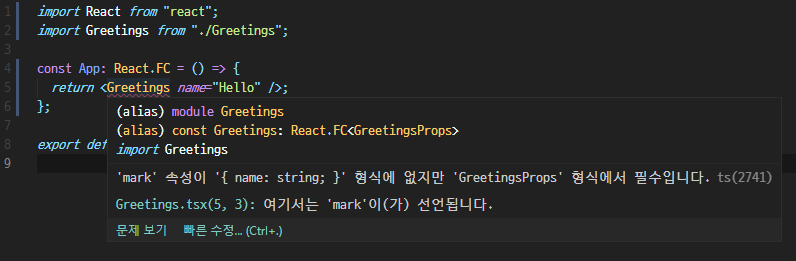 1 import React from "react";
2 import Greetings from "./Greetings";
3
4 const App: React.FC = () => {
5 return <Greetings name="Hello" />;
6 };
7
8 export def
9
(alias) module Greetings
(alias) const Greetings: React.FC<GreetingsProps>
import Greetings
'mark' 속성이 '{ name: string; }' 형식에 없지만 'GreetingsProps' 형식에서 필수입니다. ts(2741)
Greetings.tsx(5, 3): 여기서는 'mark'이(가) 선언됩니다.
문제 보기 빠른 수정... (Ctrl+.)